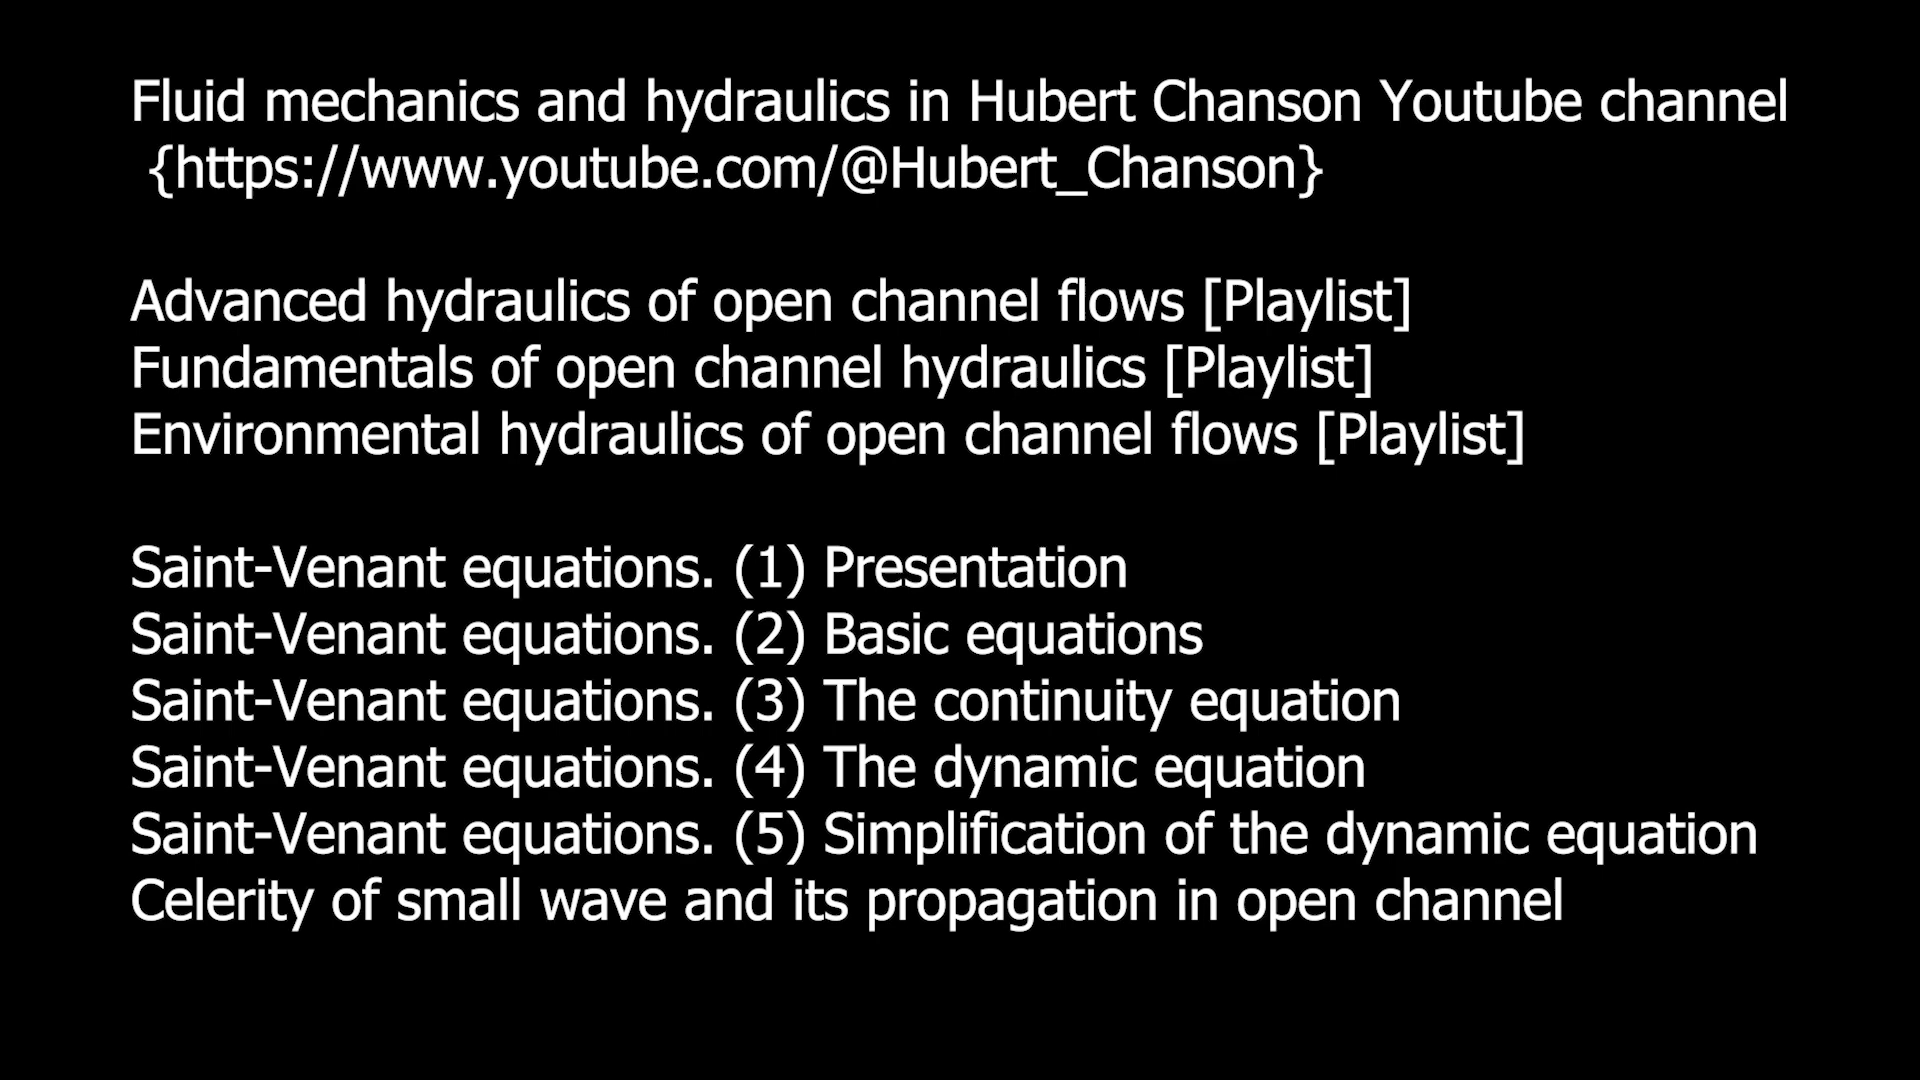 Fluid mechanics and hydraulics in Hubert Chanson Youtube channel
{https://www.youtube.com/@Hubert_Chanson}
Advanced hydraulics of open channel flows [Playlist]
Fundamentals of open channel hydraulics [Playlist]
Environmental hydraulics of open channel flows [Playlist]
Saint-Venant equations. (1) Presentation
Saint-Venant equations. (2) Basic equations
Saint-Venant equations. (3) The continuity equation
Saint-Venant equations. (4) The dynamic equation
Saint-Venant equations. (5) Simplification of the dynamic equation
Celerity of small wave and its propagation in open channel